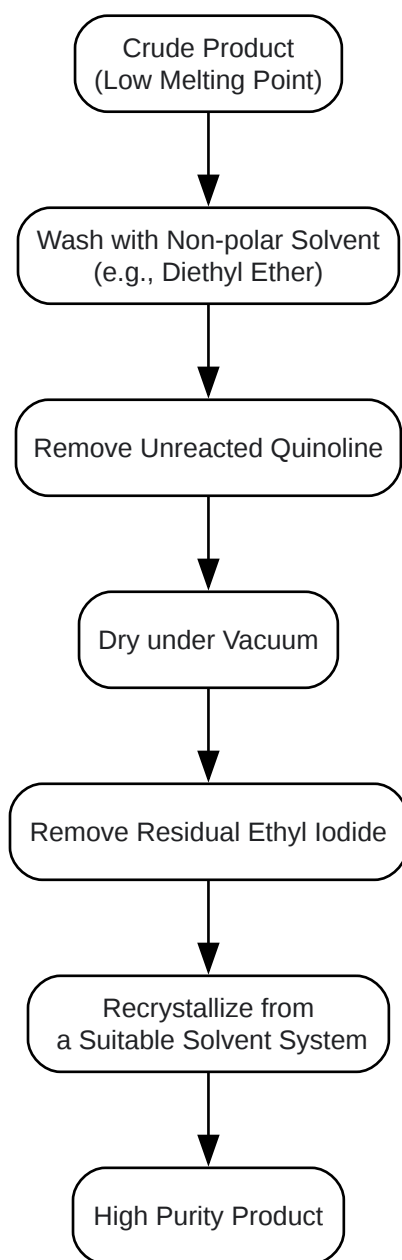 Crude Product
(Low Melting Point)
Wash with Non-polar Solvent
(e.g., Diethyl Ether)
Remove Unreacted Quinoline
Dry under Vacuum
Remove Residual Ethyl Iodide
Recrystallize from
a Suitable Solvent System
High Purity Product